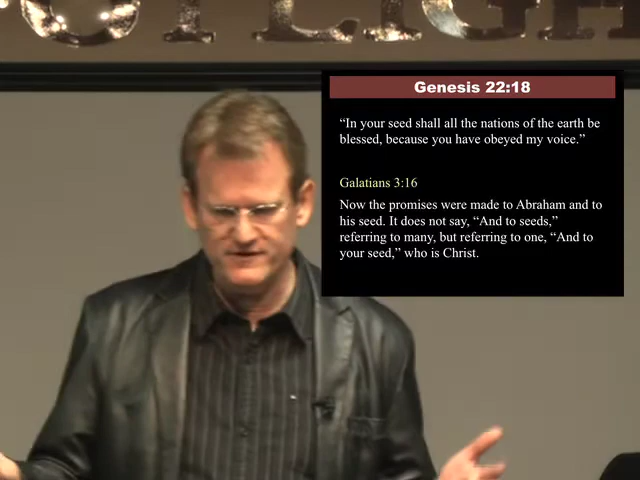 Genesis 22:18
“In your seed shall all the nations of the earth be
blessed, because you have obeyed my voice.”
Galatians 3:16
Now the promises were made to Abraham and to
his seed. It does not say, “And to seeds,”
referring to many, but referring to one, “And to
your seed,” who is Christ.